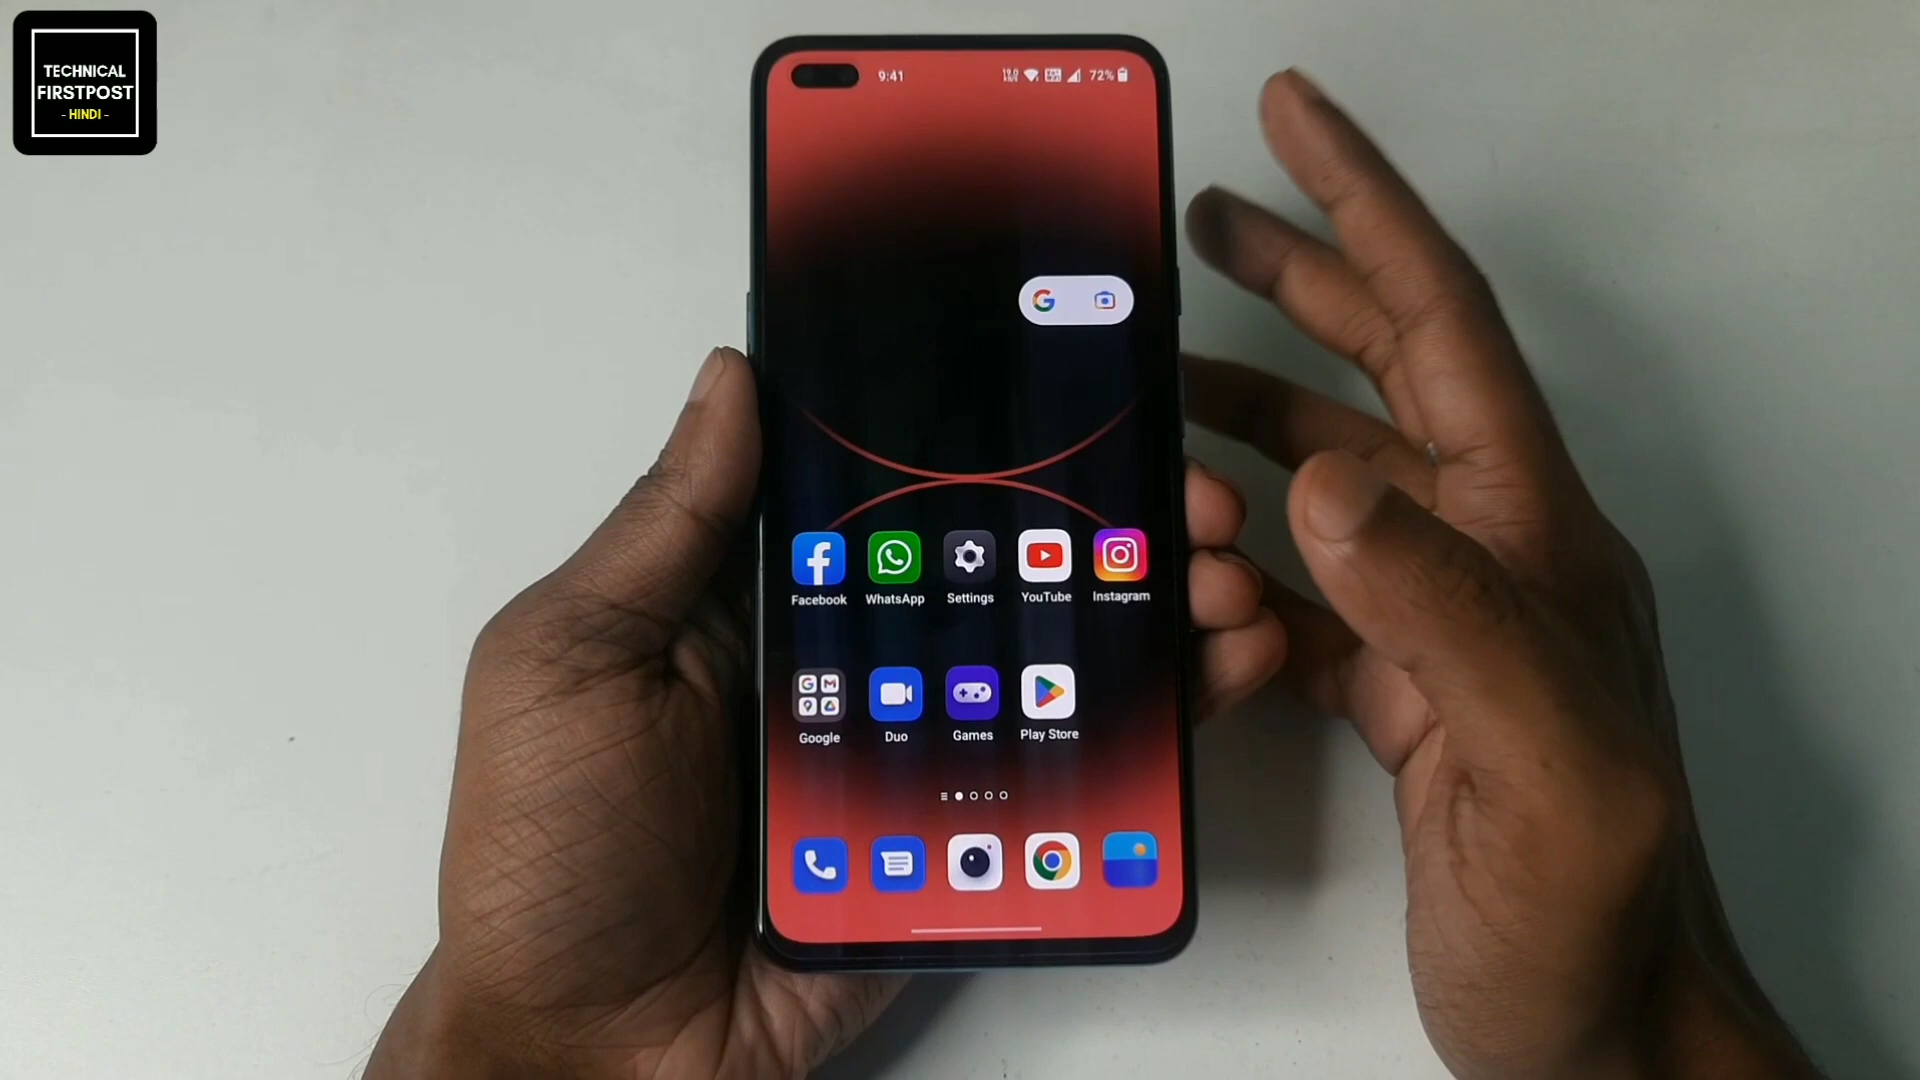 TECHNICAL
FIRSTPOST
- HINDI -
9:41
72%
Facebook WhatsApp Settings YouTube Instagram
Google Duo Games Play Store